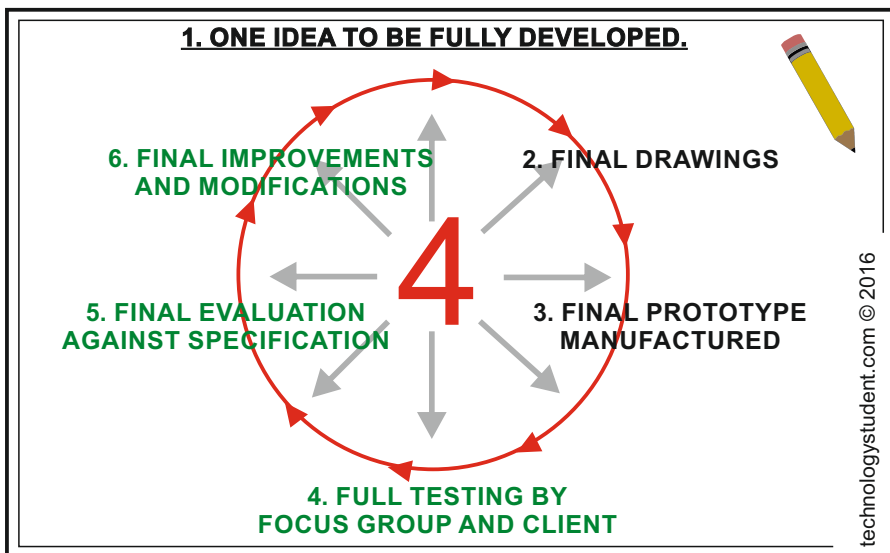 1. ONE IDEA TO BE FULLY DEVELOPED.
2. FINAL DRAWINGS
3. FINAL PROTOTYPE
MANUFACTURED
4. FULL TESTING BY
FOCUS GROUP AND CLIENT
5. FINAL EVALUATION
AGAINST SPECIFICATION
6. FINAL IMPROVEMENTS
AND MODIFICATIONS
4
technologystudent.com © 2016